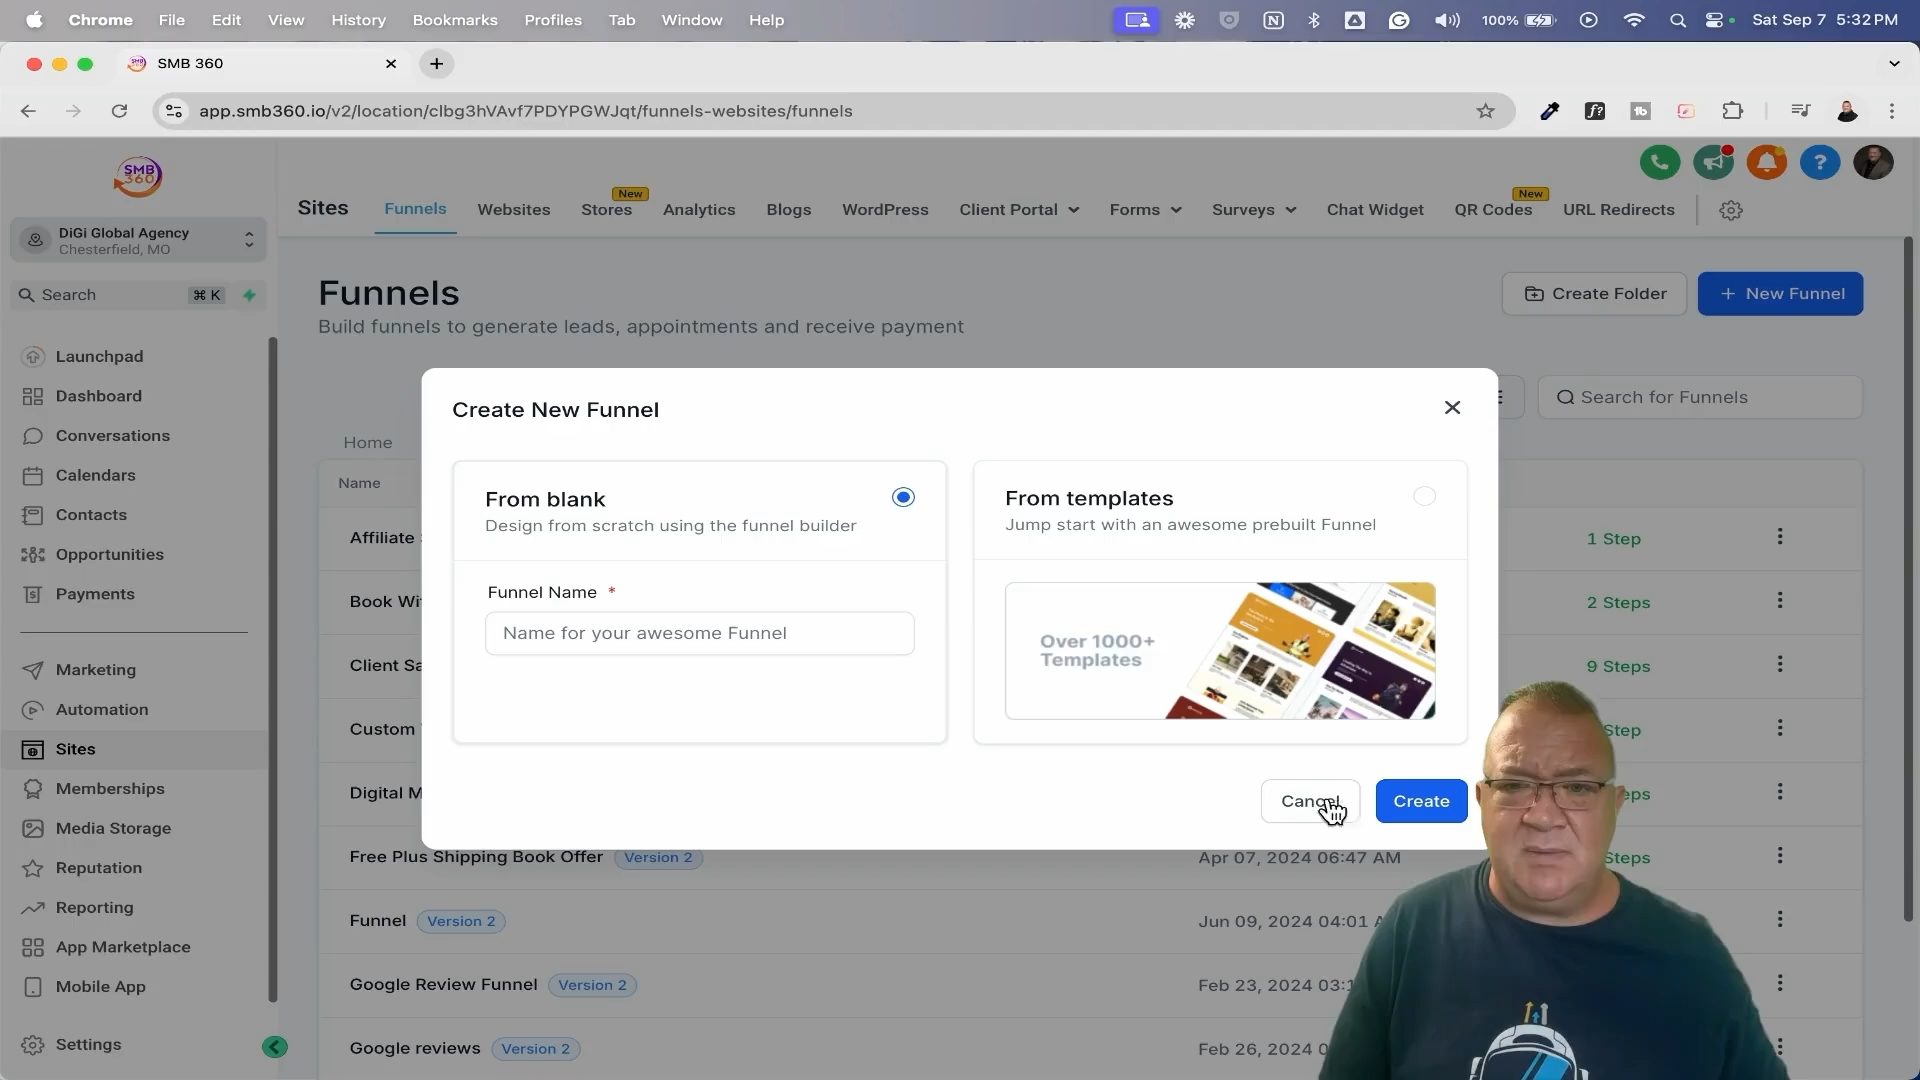 Chrome File Edit View History Bookmarks Profiles Tab Window Help 100% Sat Sep 7 5:32 PM
SMB 360
app.smb360.io/v2/location/clbg3hVAvf7PDYPGWJqt/funnels-websites/funnels
SMB
360
New New
Sites Funnels Websites Stores Analytics Blogs WordPress Client Portal Forms Surveys Chat Widget QR Codes URL Redirects
DiGi Global Agency
Chesterfield, MO
Search ⌘ K
Launchpad
Dashboard
Conversations
Calendars
Contacts
Opportunities
Payments
Marketing
Automation
Sites
Memberships
Media Storage
Reputation
Reporting
App Marketplace
Mobile App
Settings
Funnels
Build funnels to generate leads, appointments and receive payment
Create Folder + New Funnel
Search for Funnels
Home
Name
Create New Funnel
From blank
Design from scratch using the funnel builder
Funnel Name *
Name for your awesome Funnel
From templates
Jump start with an awesome prebuilt Funnel
Over 1000+
Templates
Cancel Create
Affiliate 1 Step
Book 2 Steps
Client 9 Steps
Custom Step
Digital
Free Plus Shipping Book Offer Version 2 Apr 07, 2024 06:47 AM Steps
Funnel Version 2 Jun 09, 2024 04:01
Google Review Funnel Version 2 Feb 23, 2024
Google reviews Version 2 Feb 26, 2024